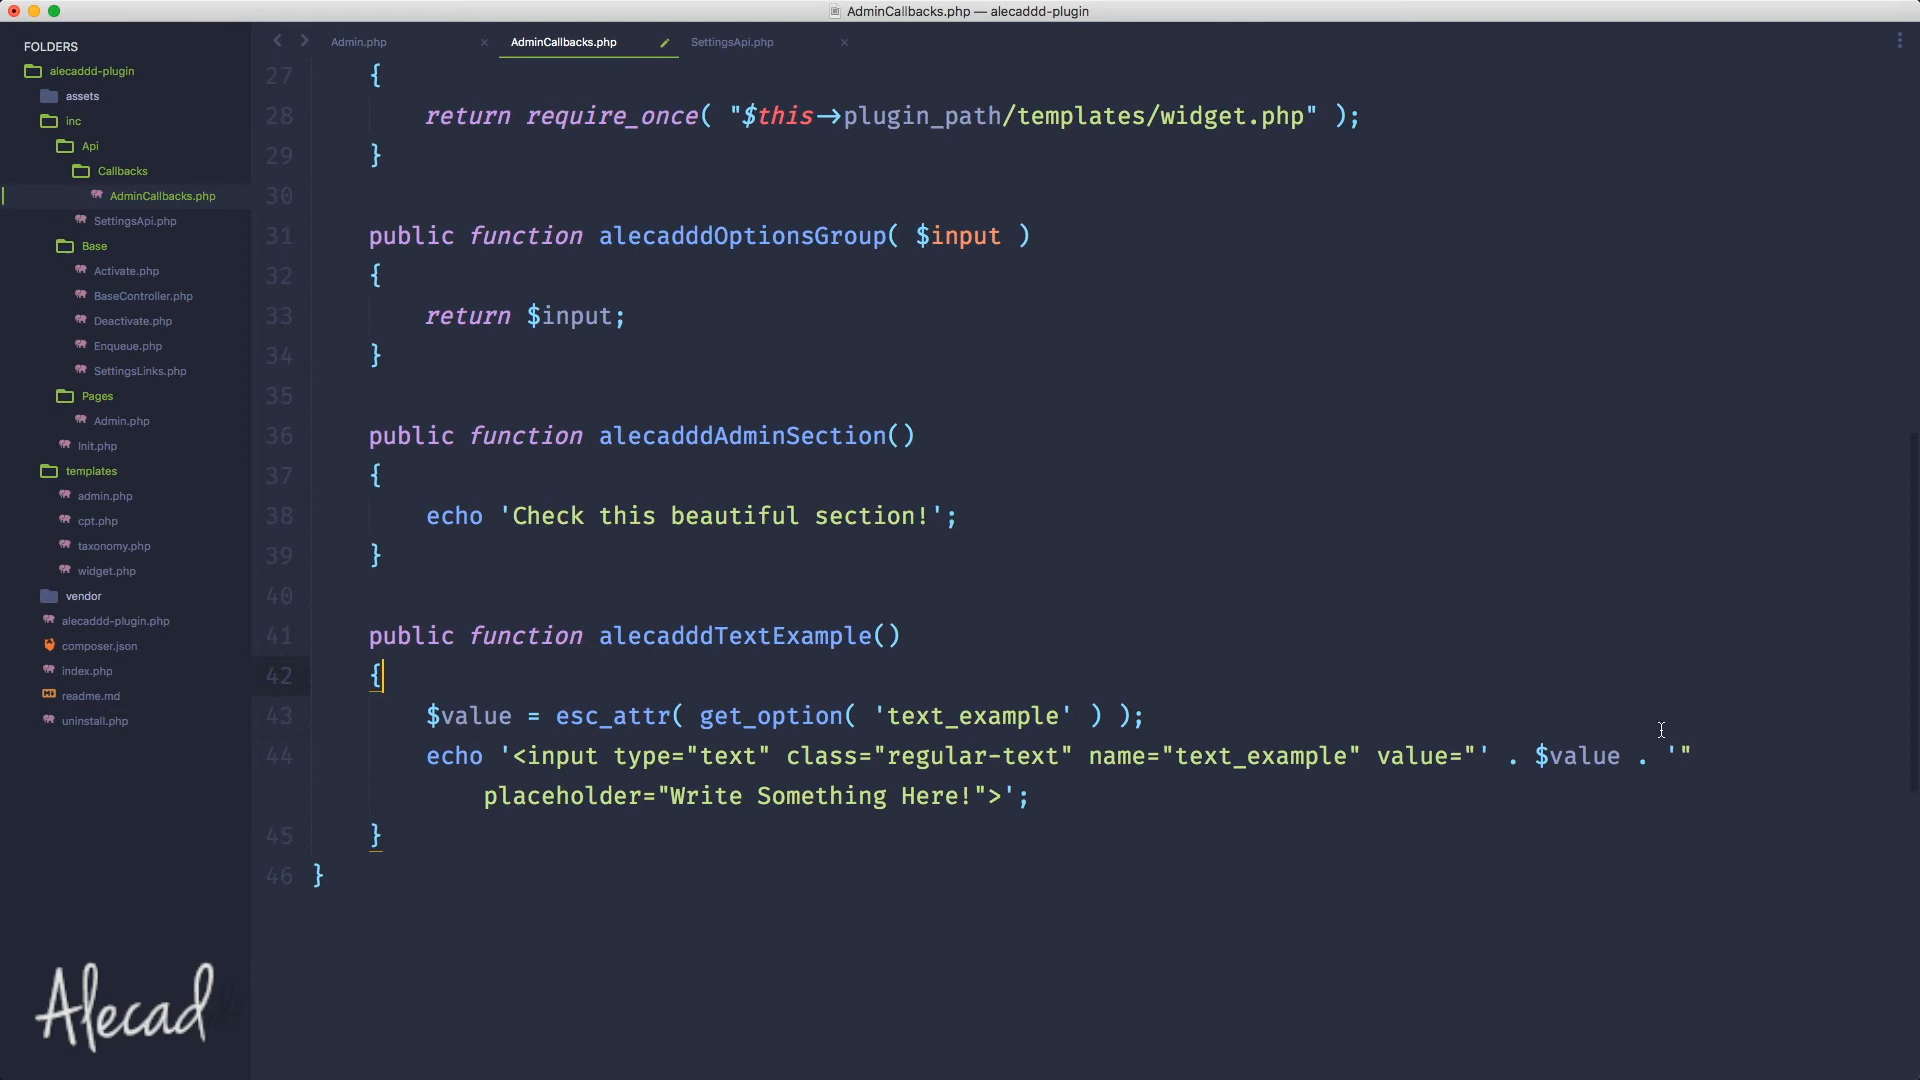 AdminCallbacks.php — alecaddd-plugin
FOLDERS
alecaddd-plugin
assets
inc
Api
Callbacks
AdminCallbacks.php
SettingsApi.php
Base
Activate.php
BaseController.php
Deactivate.php
Enqueue.php
SettingsLinks.php
Pages
Admin.php
Init.php
templates
admin.php
cpt.php
taxonomy.php
widget.php
vendor
alecaddd-plugin.php
composer.json
index.php
readme.md
uninstall.php
Alecad
Admin.php
AdminCallbacks.php
SettingsApi.php
27 {
28 return require_once( "$this->plugin_path/templates/widget.php" );
29 }
30
31 public function alecadddOptionsGroup( $input )
32 {
33 return $input;
34 }
35
36 public function alecadddAdminSection()
37 {
38 echo 'Check this beautiful section!';
39 }
40
41 public function alecadddTextExample()
42 {
43 $value = esc_attr( get_option( 'text_example' ) );
44 echo '<input type="text" class="regular-text" name="text_example" value="' . $value . '"
placeholder="Write Something Here!">';
45 }
46 }